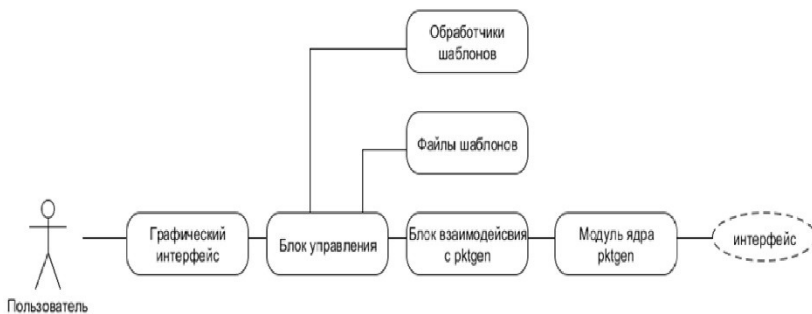 Обработчики
шаблонов
Файлы шаблонов
Графический
интерфейс
Блок управления
Блок взаимодейсвия
с pktgen
Модуль ядра
pktgen
интерфейс
Пользователь